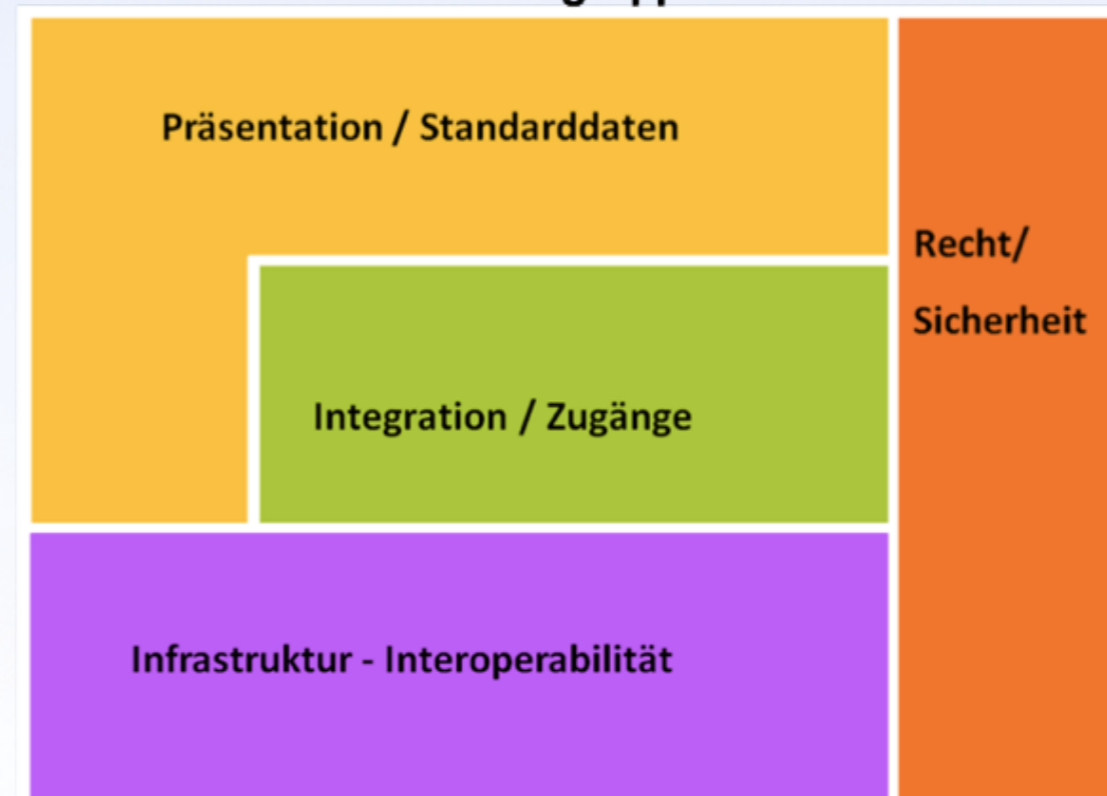 Präsentation / Standarddaten
Recht/
Sicherheit
Integration / Zugänge
Infrastruktur - Interoperabilität